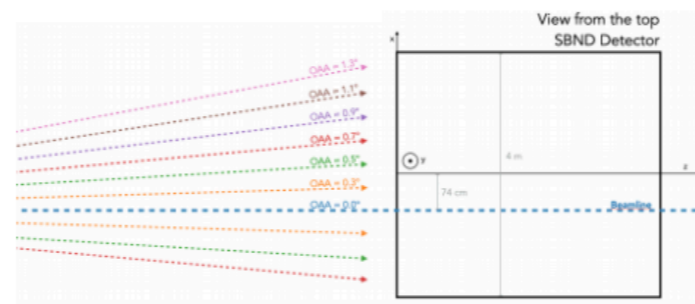 View from the top
SBND Detector
x
OAA = 1.3°
OAA = 1.1°
OAA = 0.9°
OAA = 0.7°
OAA = 0.5°
OAA = 0.3°
OAA = 0.0°
y
4 m
z
74 cm
Beamline